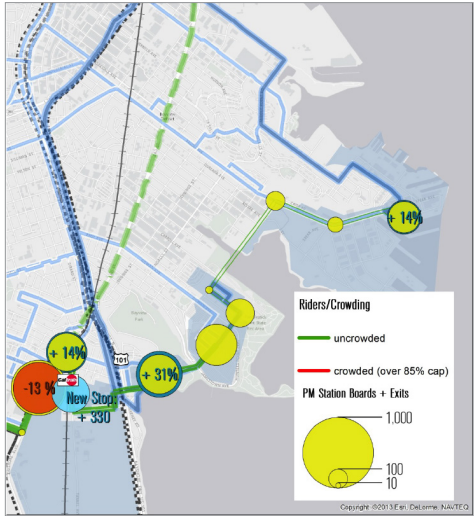 + 14%
+ 14%
101
+ 31%
-13 %
Cal
New Stop:
+ 330
Riders/Crowding
uncrowded
crowded (over 85% cap)
PM Station Boards + Exits
1,000
100
10
Copyright:©2013 Esri, DeLorme, NAVTEQ